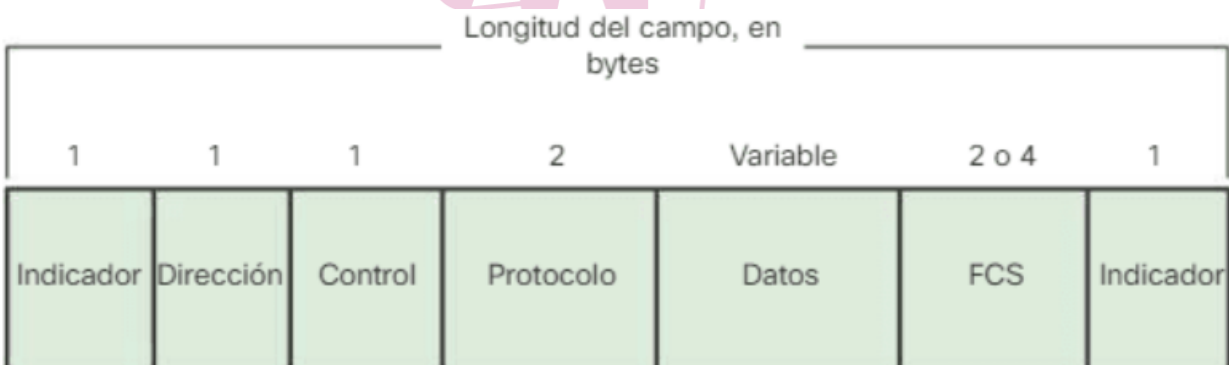 Longitud del campo, en
bytes
1 1 1 2 Variable 2 o 4 1
Indicador Dirección Control Protocolo Datos FCS Indicador